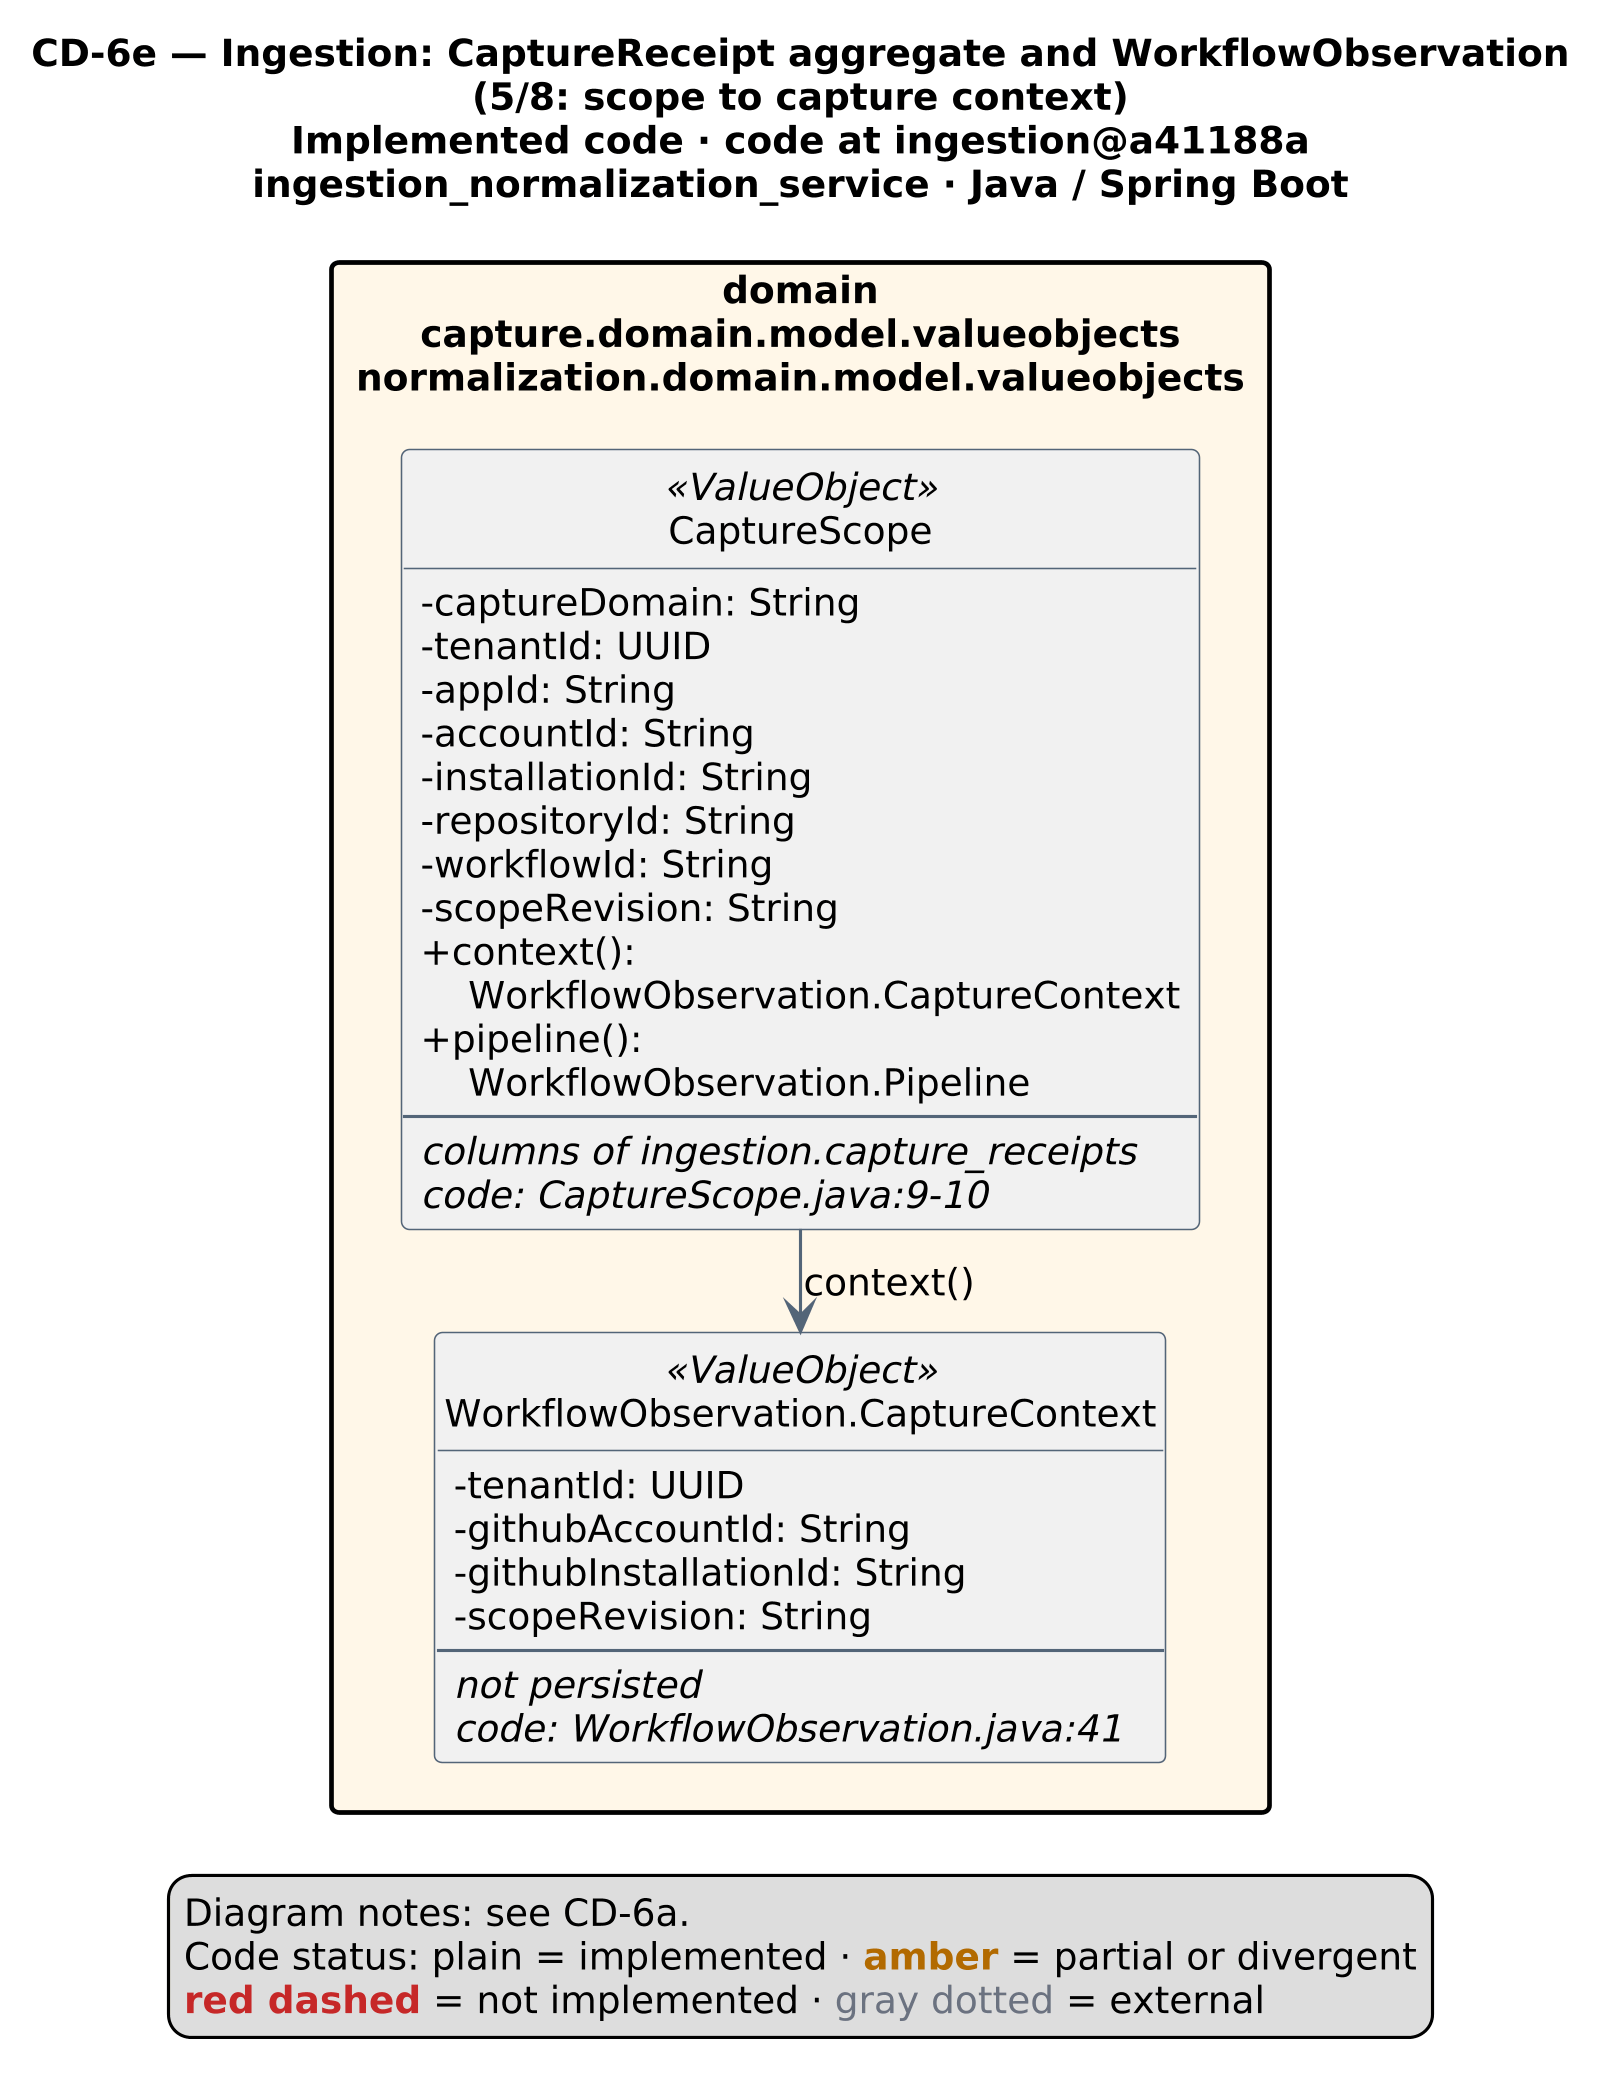 CD-6e — Ingestion: CaptureReceipt aggregate and WorkflowObservation
(5/8: scope to capture context)
Implemented code · code at ingestion@a41188a
ingestion_normalization_service · Java / Spring Boot
domain
capture.domain.model.valueobjects
normalization.domain.model.valueobjects
«ValueObject»
CaptureScope
-captureDomain: String
-tenantId: UUID
-appId: String
-accountId: String
-installationId: String
-repositoryId: String
-workflowId: String
-scopeRevision: String
+context():
WorkflowObservation.CaptureContext
+pipeline():
WorkflowObservation.Pipeline
columns of ingestion.capture_receipts
code: CaptureScope.java:9-10
context()
«ValueObject»
WorkflowObservation.CaptureContext
-tenantId: UUID
-githubAccountId: String
-githubInstallationId: String
-scopeRevision: String
not persisted
code: WorkflowObservation.java:41
Diagram notes: see CD-6a.
Code status: plain = implemented · amber = partial or divergent
red dashed = not implemented · gray dotted = external